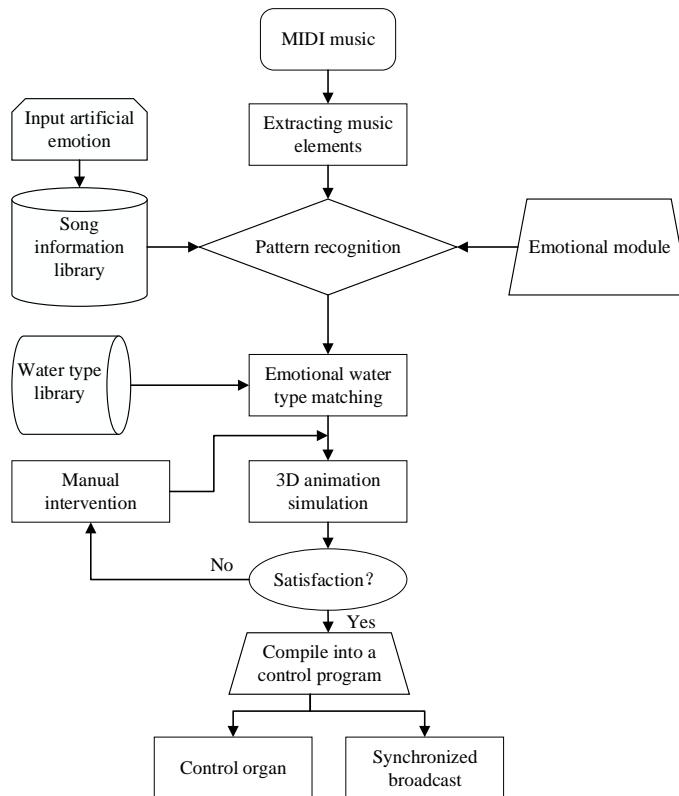 MIDI music
Input artificial
emotion
Extracting music
elements
Song
information
library
Pattern recognition
Emotional module
Water type
library
Emotional water
type matching
Manual
intervention
3D animation
simulation
No
Satisfaction？
Yes
Compile into a
control program
Control organ
Synchronized
broadcast